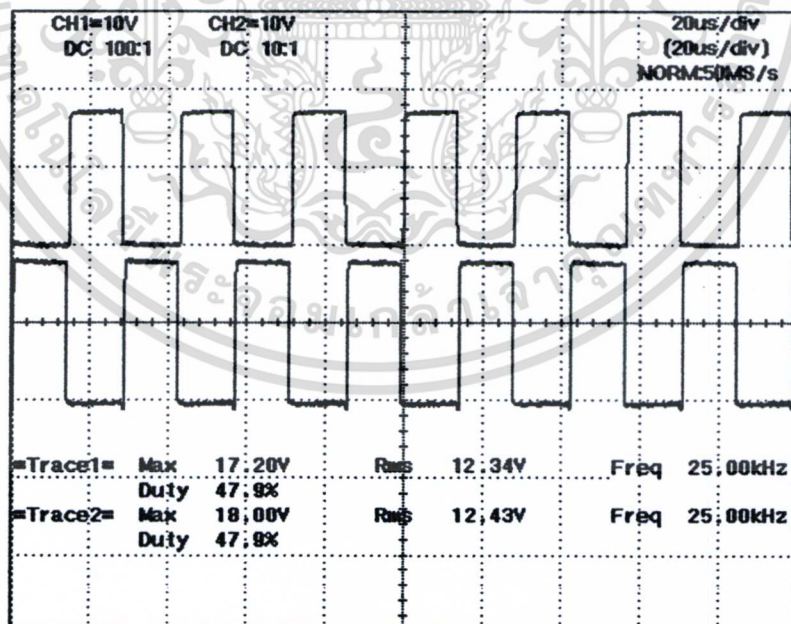 CH1=10V CH2=10V 20us/div
DC 100:1 DC 10:1 (20us/div)
NORM:50MS/s
=Trace1= Max 17.20V Rms 12.34V Freq 25.00kHz
Duty 47.9%
=Trace2= Max 18.00V Rms 12.43V Freq 25.00kHz
Duty 47.9%